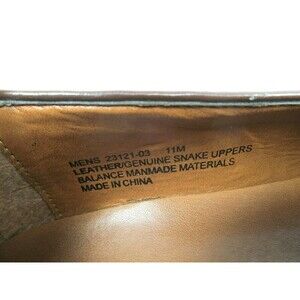 MENS 23121-03 11M
LEATHER/GENUINE SNAKE UPPERS
BALANCE MANMADE MATERIALS
MADE IN CHINA